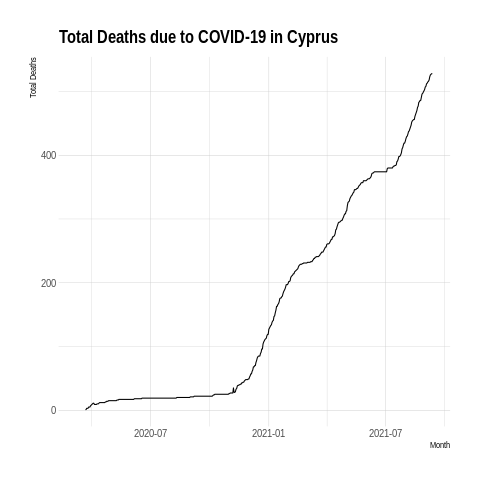 Total Deaths due to COVID-19 in Cyprus
Total Deaths
400
200
0
2020-07
2021-01
2021-07
Month